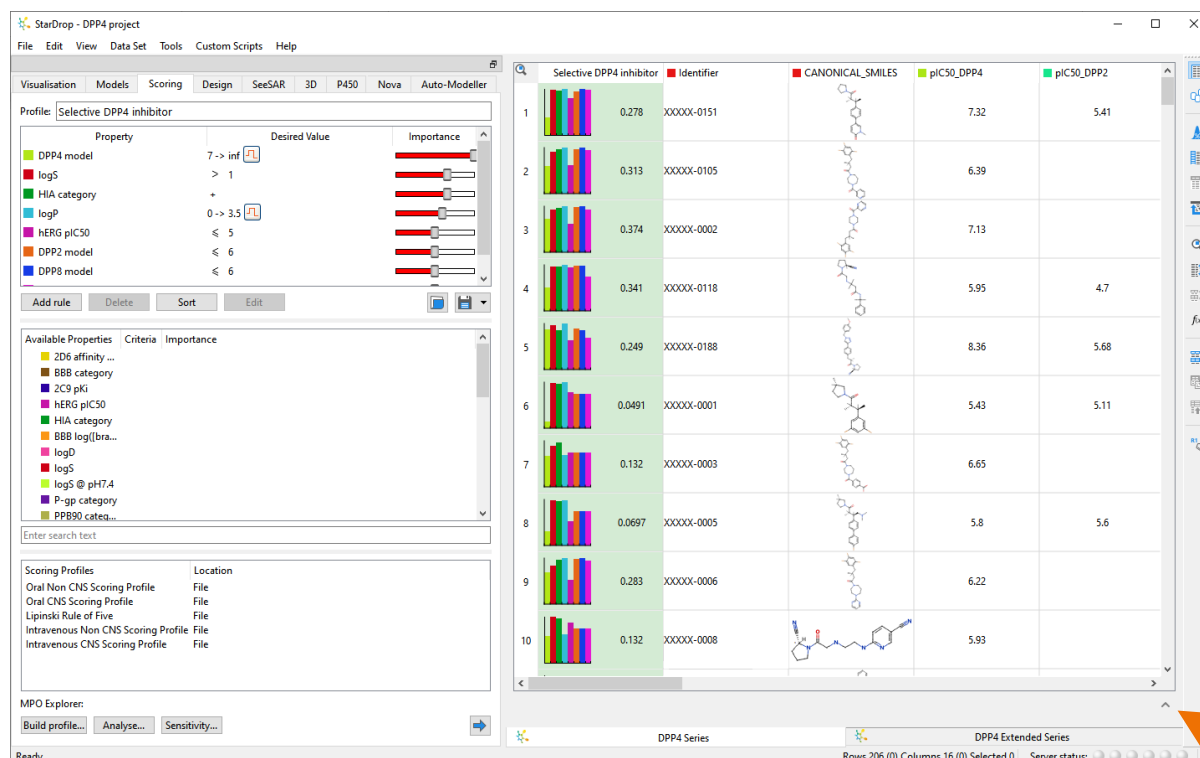 StarDrop - DPP4 project
File Edit View Data Set Tools Custom Scripts Help
Visualisation Models Scoring Design SeeSAR 3D P450 Nova Auto-Modeller
Profile: Selective DPP4 inhibitor
Property Desired Value Importance
DPP4 model 7 -> inf
logS > 1
HIA category +
logP 0 -> 3.5
hERG pIC50 ≤ 5
DPP2 model ≤ 6
DPP8 model ≤ 6
Add rule Delete Sort Edit
Available Properties Criteria Importance
2D6 affinity ...
BBB category
2C9 pKi
hERG pIC50
HIA category
BBB log([bra...
logD
logS
logS @ pH7.4
P-gp category
PPB90 categ...
Enter search text
Scoring Profiles Location
Oral Non CNS Scoring Profile File
Oral CNS Scoring Profile File
Lipinski Rule of Five File
Intravenous Non CNS Scoring Profile File
Intravenous CNS Scoring Profile File
MPO Explorer:
Build profile... Analyse... Sensitivity...
Ready
Selective DPP4 inhibitor Identifier CANONICAL_SMILES pIC50_DPP4 pIC50_DPP2
1 0.278 XXXXX-0151 7.32 5.41
2 0.313 XXXXX-0105 6.39
3 0.374 XXXXX-0002 7.13
4 0.341 XXXXX-0118 5.95 4.7
5 0.249 XXXXX-0188 8.36 5.68
6 0.0491 XXXXX-0001 5.43 5.11
7 0.132 XXXXX-0003 6.65
8 0.0697 XXXXX-0005 5.8 5.6
9 0.283 XXXXX-0006 6.22
10 0.132 XXXXX-0008 5.93
DPP4 Series DPP4 Extended Series
Rows 206 (0) Columns 16 (0) Selected 0 Server status: